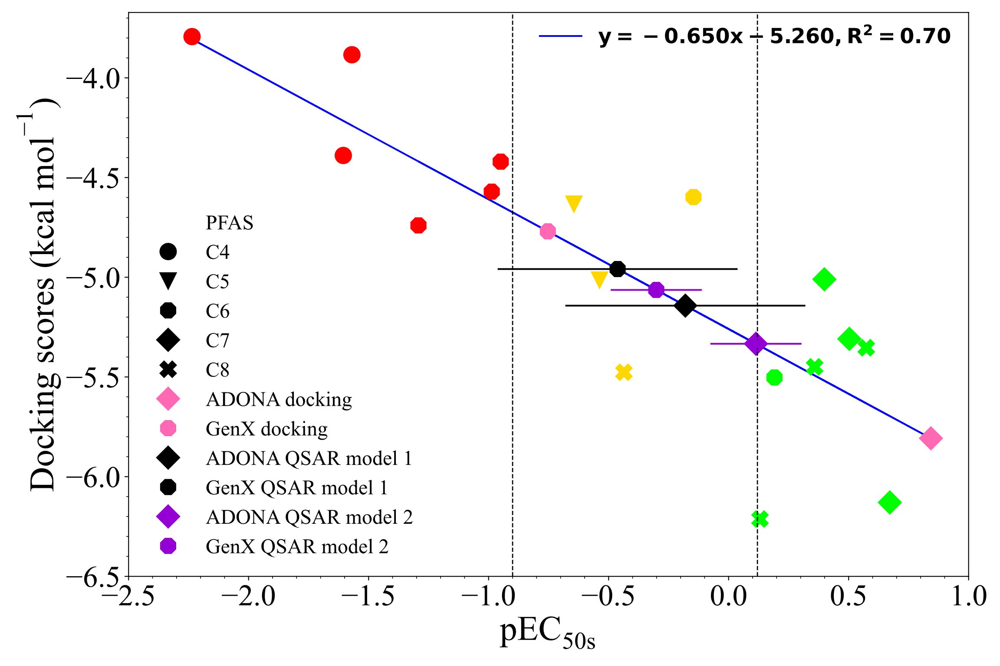 y = − 0.650x − 5.260, R² = 0.70
Docking scores (kcal mol⁻¹)
−4.0
−4.5
−5.0
−5.5
−6.0
−6.5
PFAS
C4
C5
C6
C7
C8
ADONA docking
GenX docking
ADONA QSAR model 1
GenX QSAR model 1
ADONA QSAR model 2
GenX QSAR model 2
−2.5 −2.0 −1.5 −1.0 −0.5 0.0 0.5 1.0
pEC₅₀ₛ